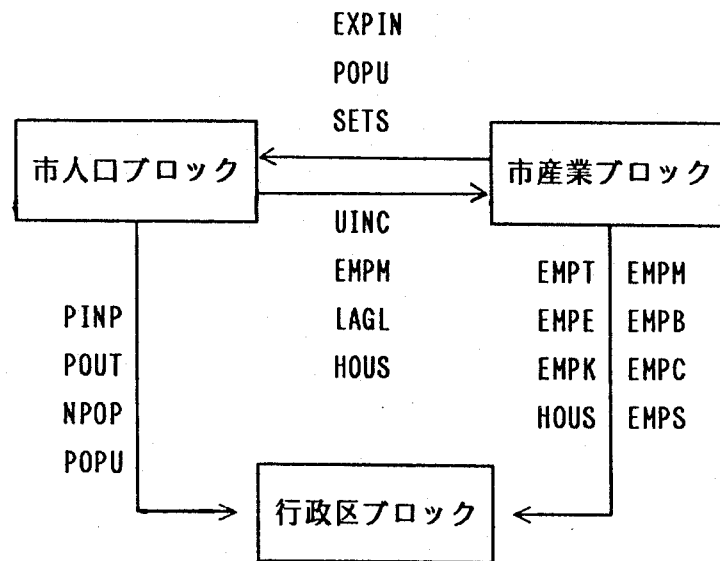 EXPIN
POPU
SETS
市人口ブロック
市産業ブロック
UINC
EMPM
LAGL
HOUS
PINP
POUT
NPOP
POPU
EMPT EMPM
EMPE EMPB
EMPK EMPC
HOUS EMPS
行政区ブロック